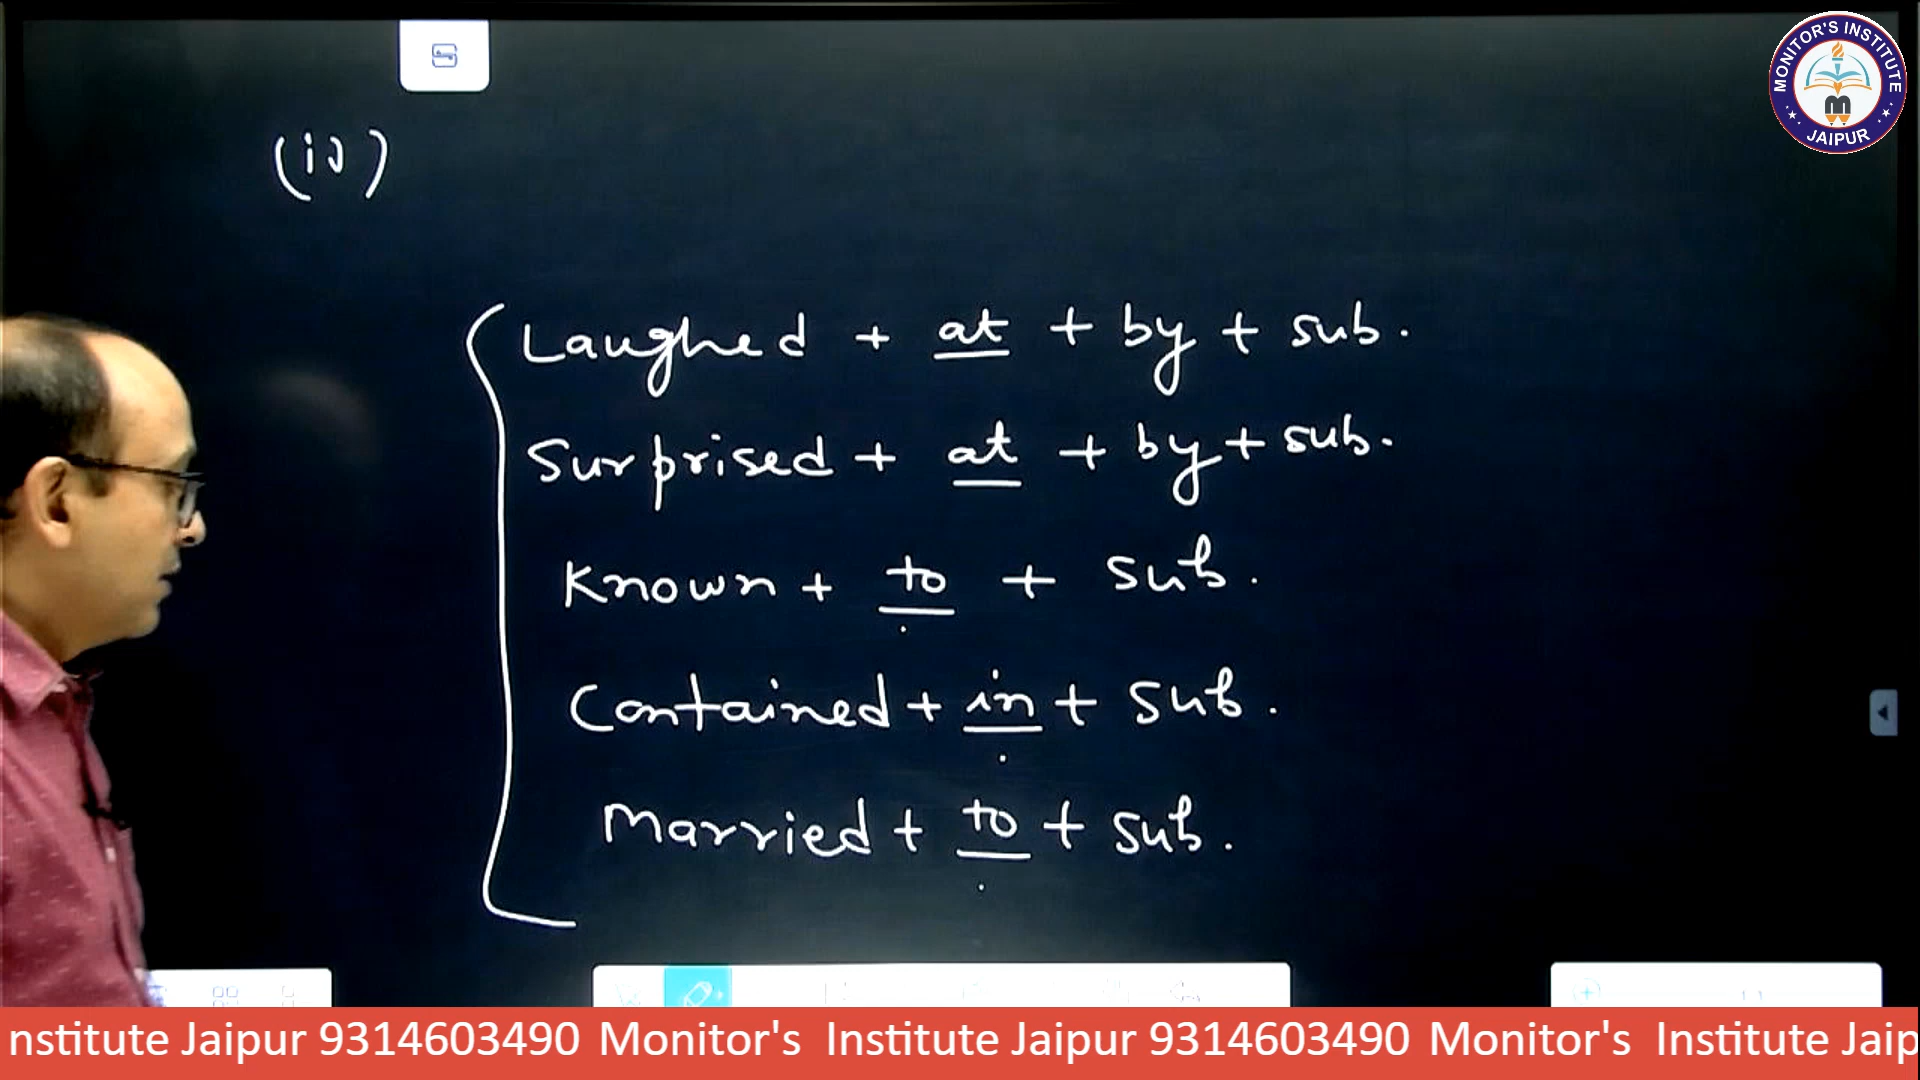 MONITOR'S INSTITUTE
JAIPUR
(iv)
Laughed + at + by + sub.
Surprised + at + by + sub.
Known + to + sub.
Contained + in + sub.
Married + to + sub.
nstitute Jaipur 9314603490 Monitor's Institute Jaipur 9314603490 Monitor's Institute Jaip